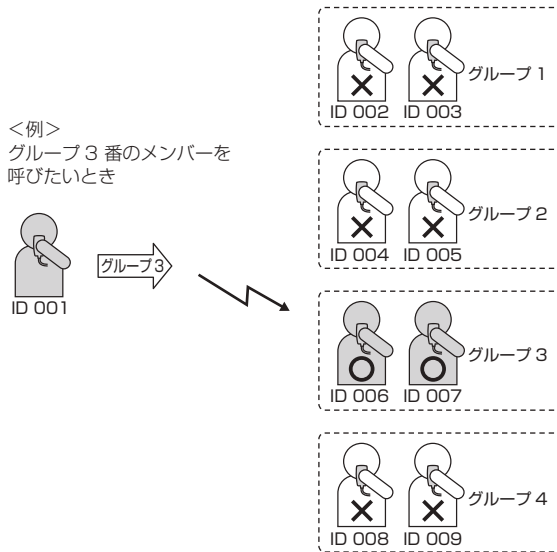 <例>
グループ 3 番のメンバーを
呼びたいとき
ID 001
グループ3
ID 002 ID 003
グループ 1
ID 004 ID 005
グループ 2
ID 006 ID 007
グループ 3
ID 008 ID 009
グループ 4